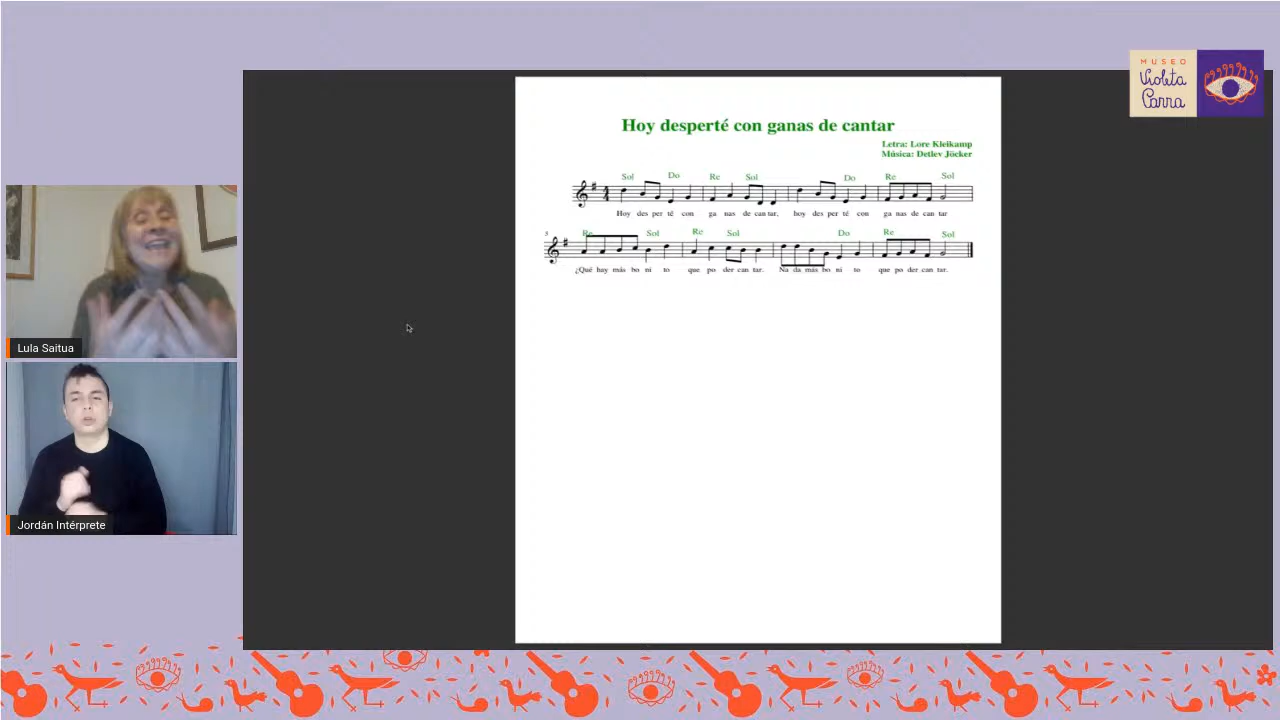 MUSEO
Violeta
Parra
Hoy desperté con ganas de cantar
Letra: Lore Kleikamp
Música: Detlev Jöcker
Sol Do Re Sol Do Re Sol
4
4
Hoy des per té con ga nas de can tar, hoy des per té con ga nas de can tar
5
Re Sol Re Sol Do Re Sol
¿Qué hay más bo ni to que po der can tar. Na da más bo ni to que po der can tar.
Lula Saitua
Jordán Intérprete